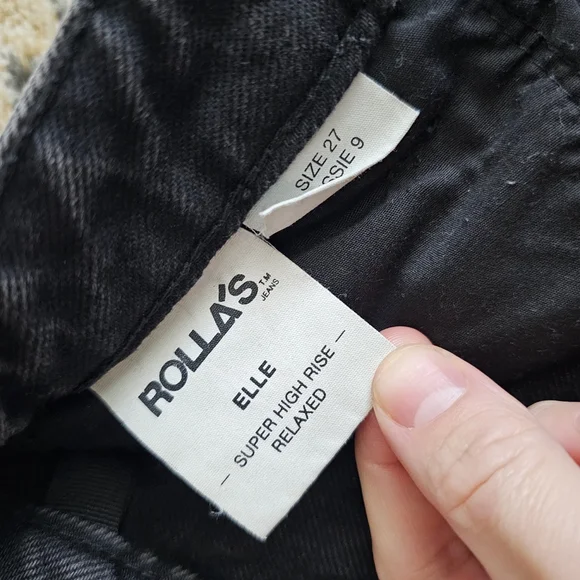 SIZE 27
SSIE 9
ROLLA'S TM
JEANS
ELLE
— SUPER HIGH RISE —
RELAXED